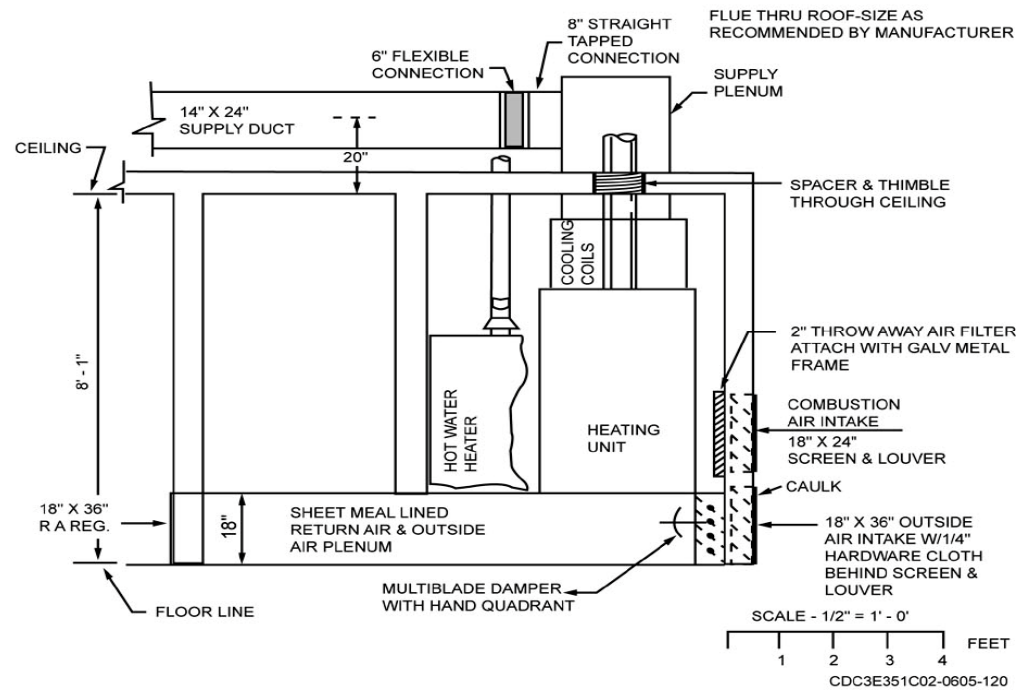 8" STRAIGHT
TAPPED
CONNECTION
FLUE THRU ROOF-SIZE AS
RECOMMENDED BY MANUFACTURER
6" FLEXIBLE
CONNECTION
SUPPLY
PLENUM
14" X 24"
SUPPLY DUCT
CEILING
20"
SPACER & THIMBLE
THROUGH CEILING
COOLING
COILS
2" THROW AWAY AIR FILTER
ATTACH WITH GALV METAL
FRAME
8' - 1"
HOT WATER
HEATER
HEATING
UNIT
COMBUSTION
AIR INTAKE
18" X 24"
SCREEN & LOUVER
CAULK
18" X 36"
R A REG.
18"
SHEET MEAL LINED
RETURN AIR & OUTSIDE
AIR PLENUM
18" X 36" OUTSIDE
AIR INTAKE W/1/4"
HARDWARE CLOTH
BEHIND SCREEN &
LOUVER
MULTIBLADE DAMPER
WITH HAND QUADRANT
FLOOR LINE
SCALE - 1/2" = 1' - 0'
FEET
1 2 3 4
CDC3E351C02-0605-120